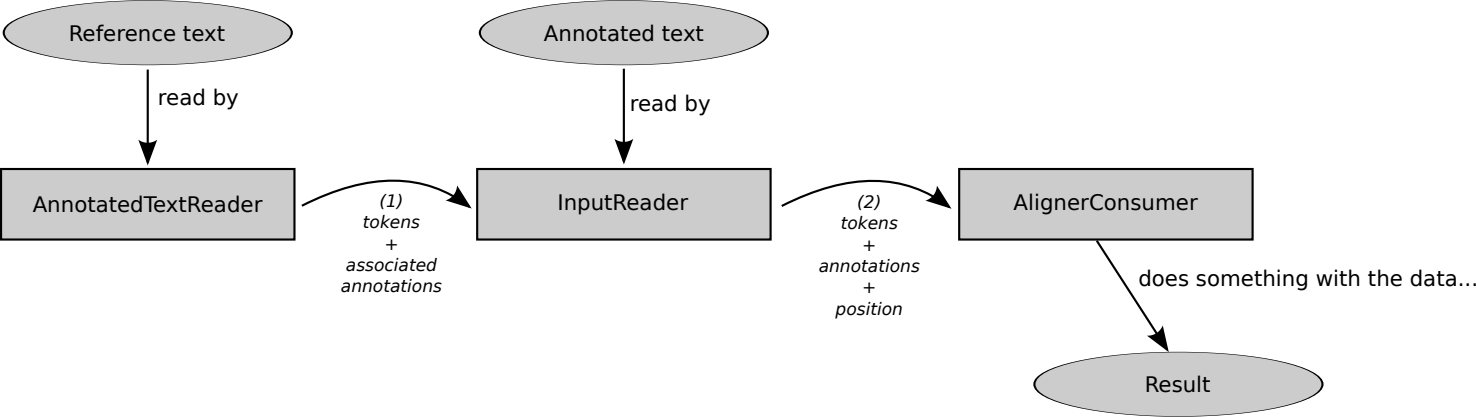 Reference text
Annotated text
read by
read by
AnnotatedTextReader
(1)
tokens
+
associated
annotations
InputReader
(2)
tokens
+
annotations
+
position
AlignerConsumer
does something with the data...
Result